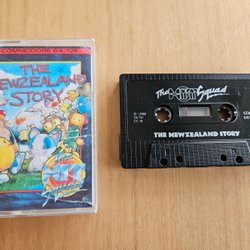 COMMODORE 64-128
THE
NEWZEALAND
STORY
The Hit Squad
THE NEWZEALAND STORY